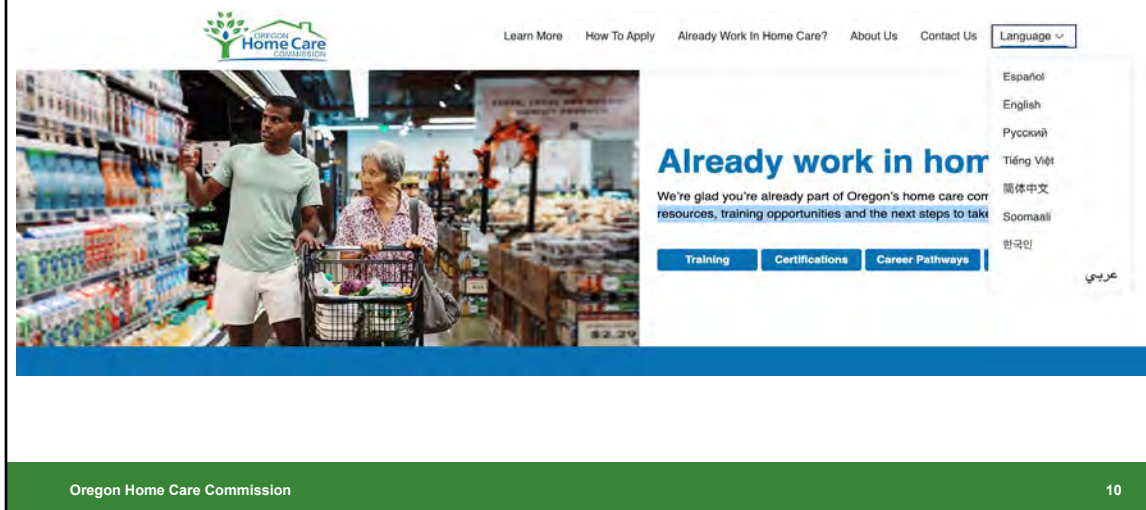 OREGON
Home Care
COMMISSION
Learn More How To Apply Already Work In Home Care? About Us Contact Us Language
Español
English
Русский
Tiếng Việt
简体中文
Soomaali
한국인
عربي
Already work in hom
We're glad you're already part of Oregon's home care com
resources, training opportunities and the next steps to take
Training Certifications Career Pathways
$2.29
Oregon Home Care Commission 10